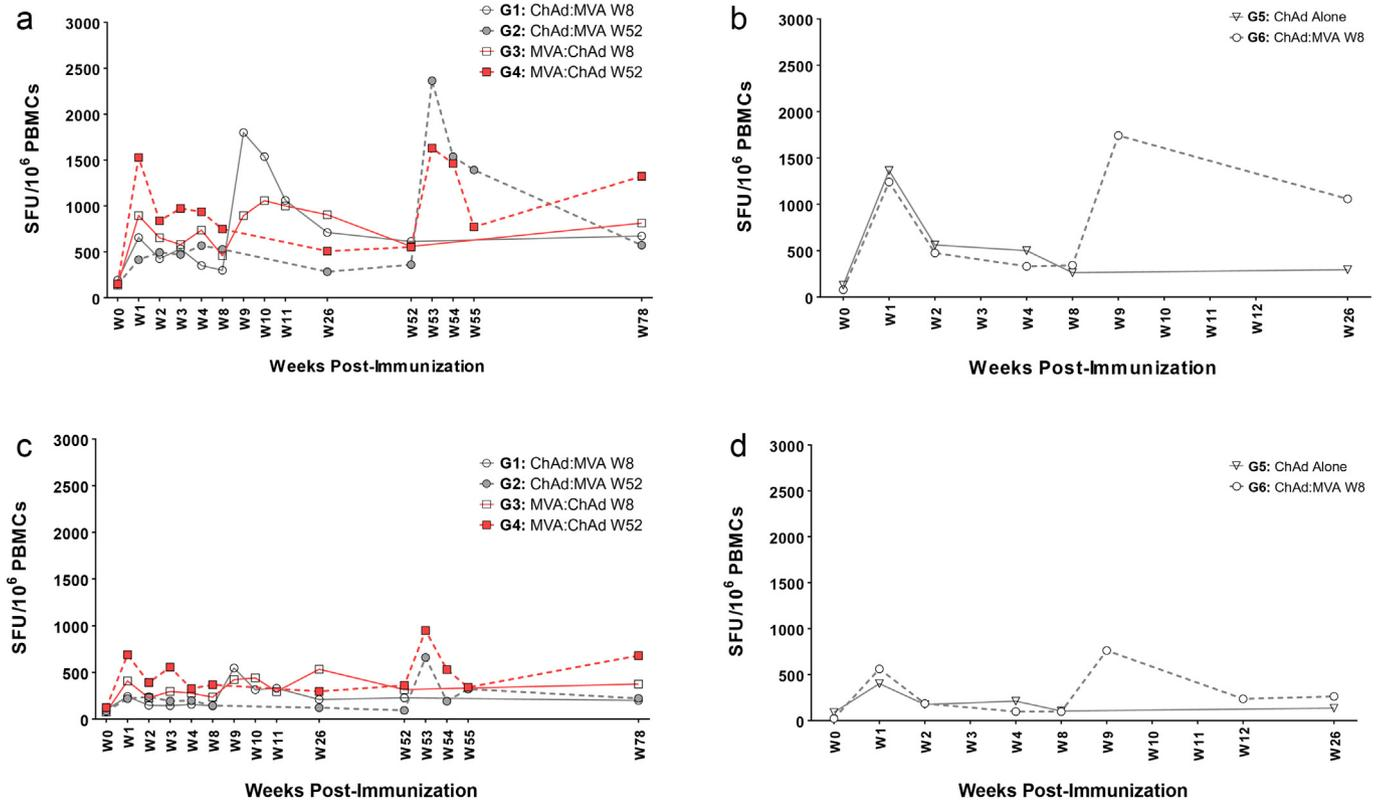 a
G1: ChAd:MVA W8
G2: ChAd:MVA W52
G3: MVA:ChAd W8
G4: MVA:ChAd W52
3000
2500
2000
1500
1000
500
0
SFU/10⁶ PBMCs
W0 W1 W2 W3 W4 W8 W9 W10 W11 W26 W52 W53 W54 W55 W78
Weeks Post-Immunization
b
G5: ChAd Alone
G6: ChAd:MVA W8
3000
2500
2000
1500
1000
500
0
SFU/10⁶ PBMCs
W0 W1 W2 W3 W4 W8 W9 W10 W11 W12 W26
Weeks Post-Immunization
c
G1: ChAd:MVA W8
G2: ChAd:MVA W52
G3: MVA:ChAd W8
G4: MVA:ChAd W52
3000
2500
2000
1500
1000
500
0
SFU/10⁶ PBMCs
W0 W1 W2 W3 W4 W8 W9 W10 W11 W26 W52 W53 W54 W55 W78
Weeks Post-Immunization
d
G5: ChAd Alone
G6: ChAd:MVA W8
3000
2500
2000
1500
1000
500
0
SFU/10⁶ PBMCs
W0 W1 W2 W3 W4 W8 W9 W10 W11 W12 W26
Weeks Post-Immunization